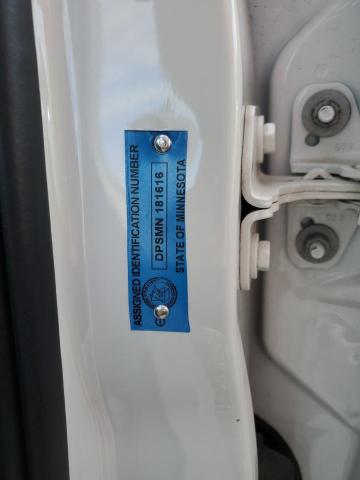 ASSIGNED IDENTIFICATION NUMBER
DPSMN 181616
STATE OF MINNESOTA